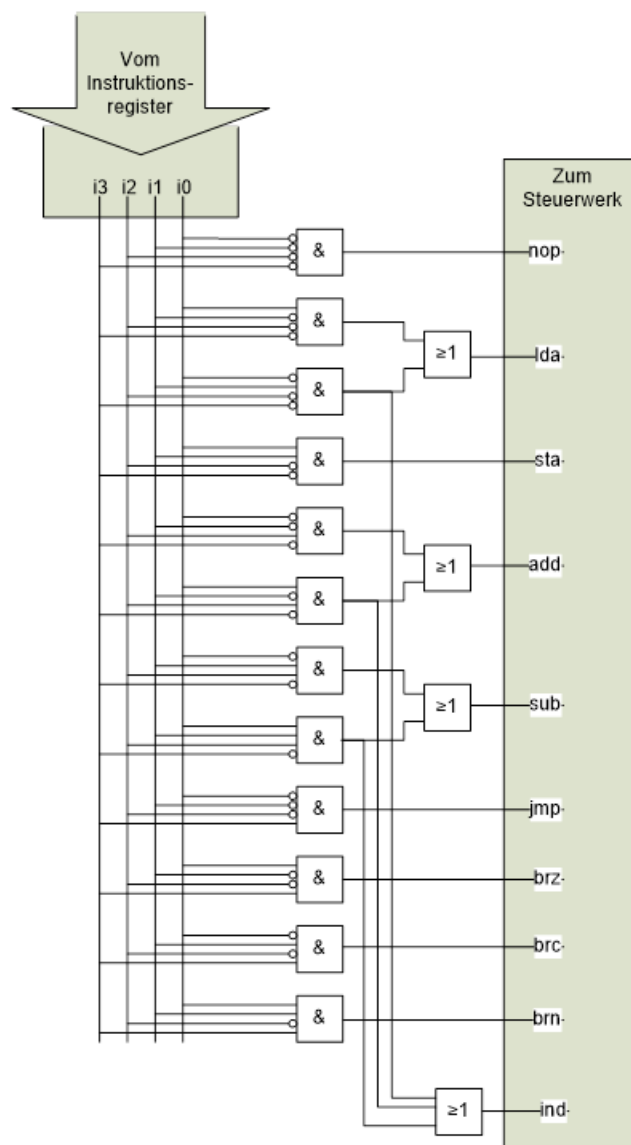 Vom
Instruktions-
register
i3 i2 i1 i0
Zum
Steuerwerk
& nop
&
≥1 lda
&
& sta
&
≥1 add
&
&
≥1 sub
&
& jmp
& brz
& brc
& brn
≥1 ind